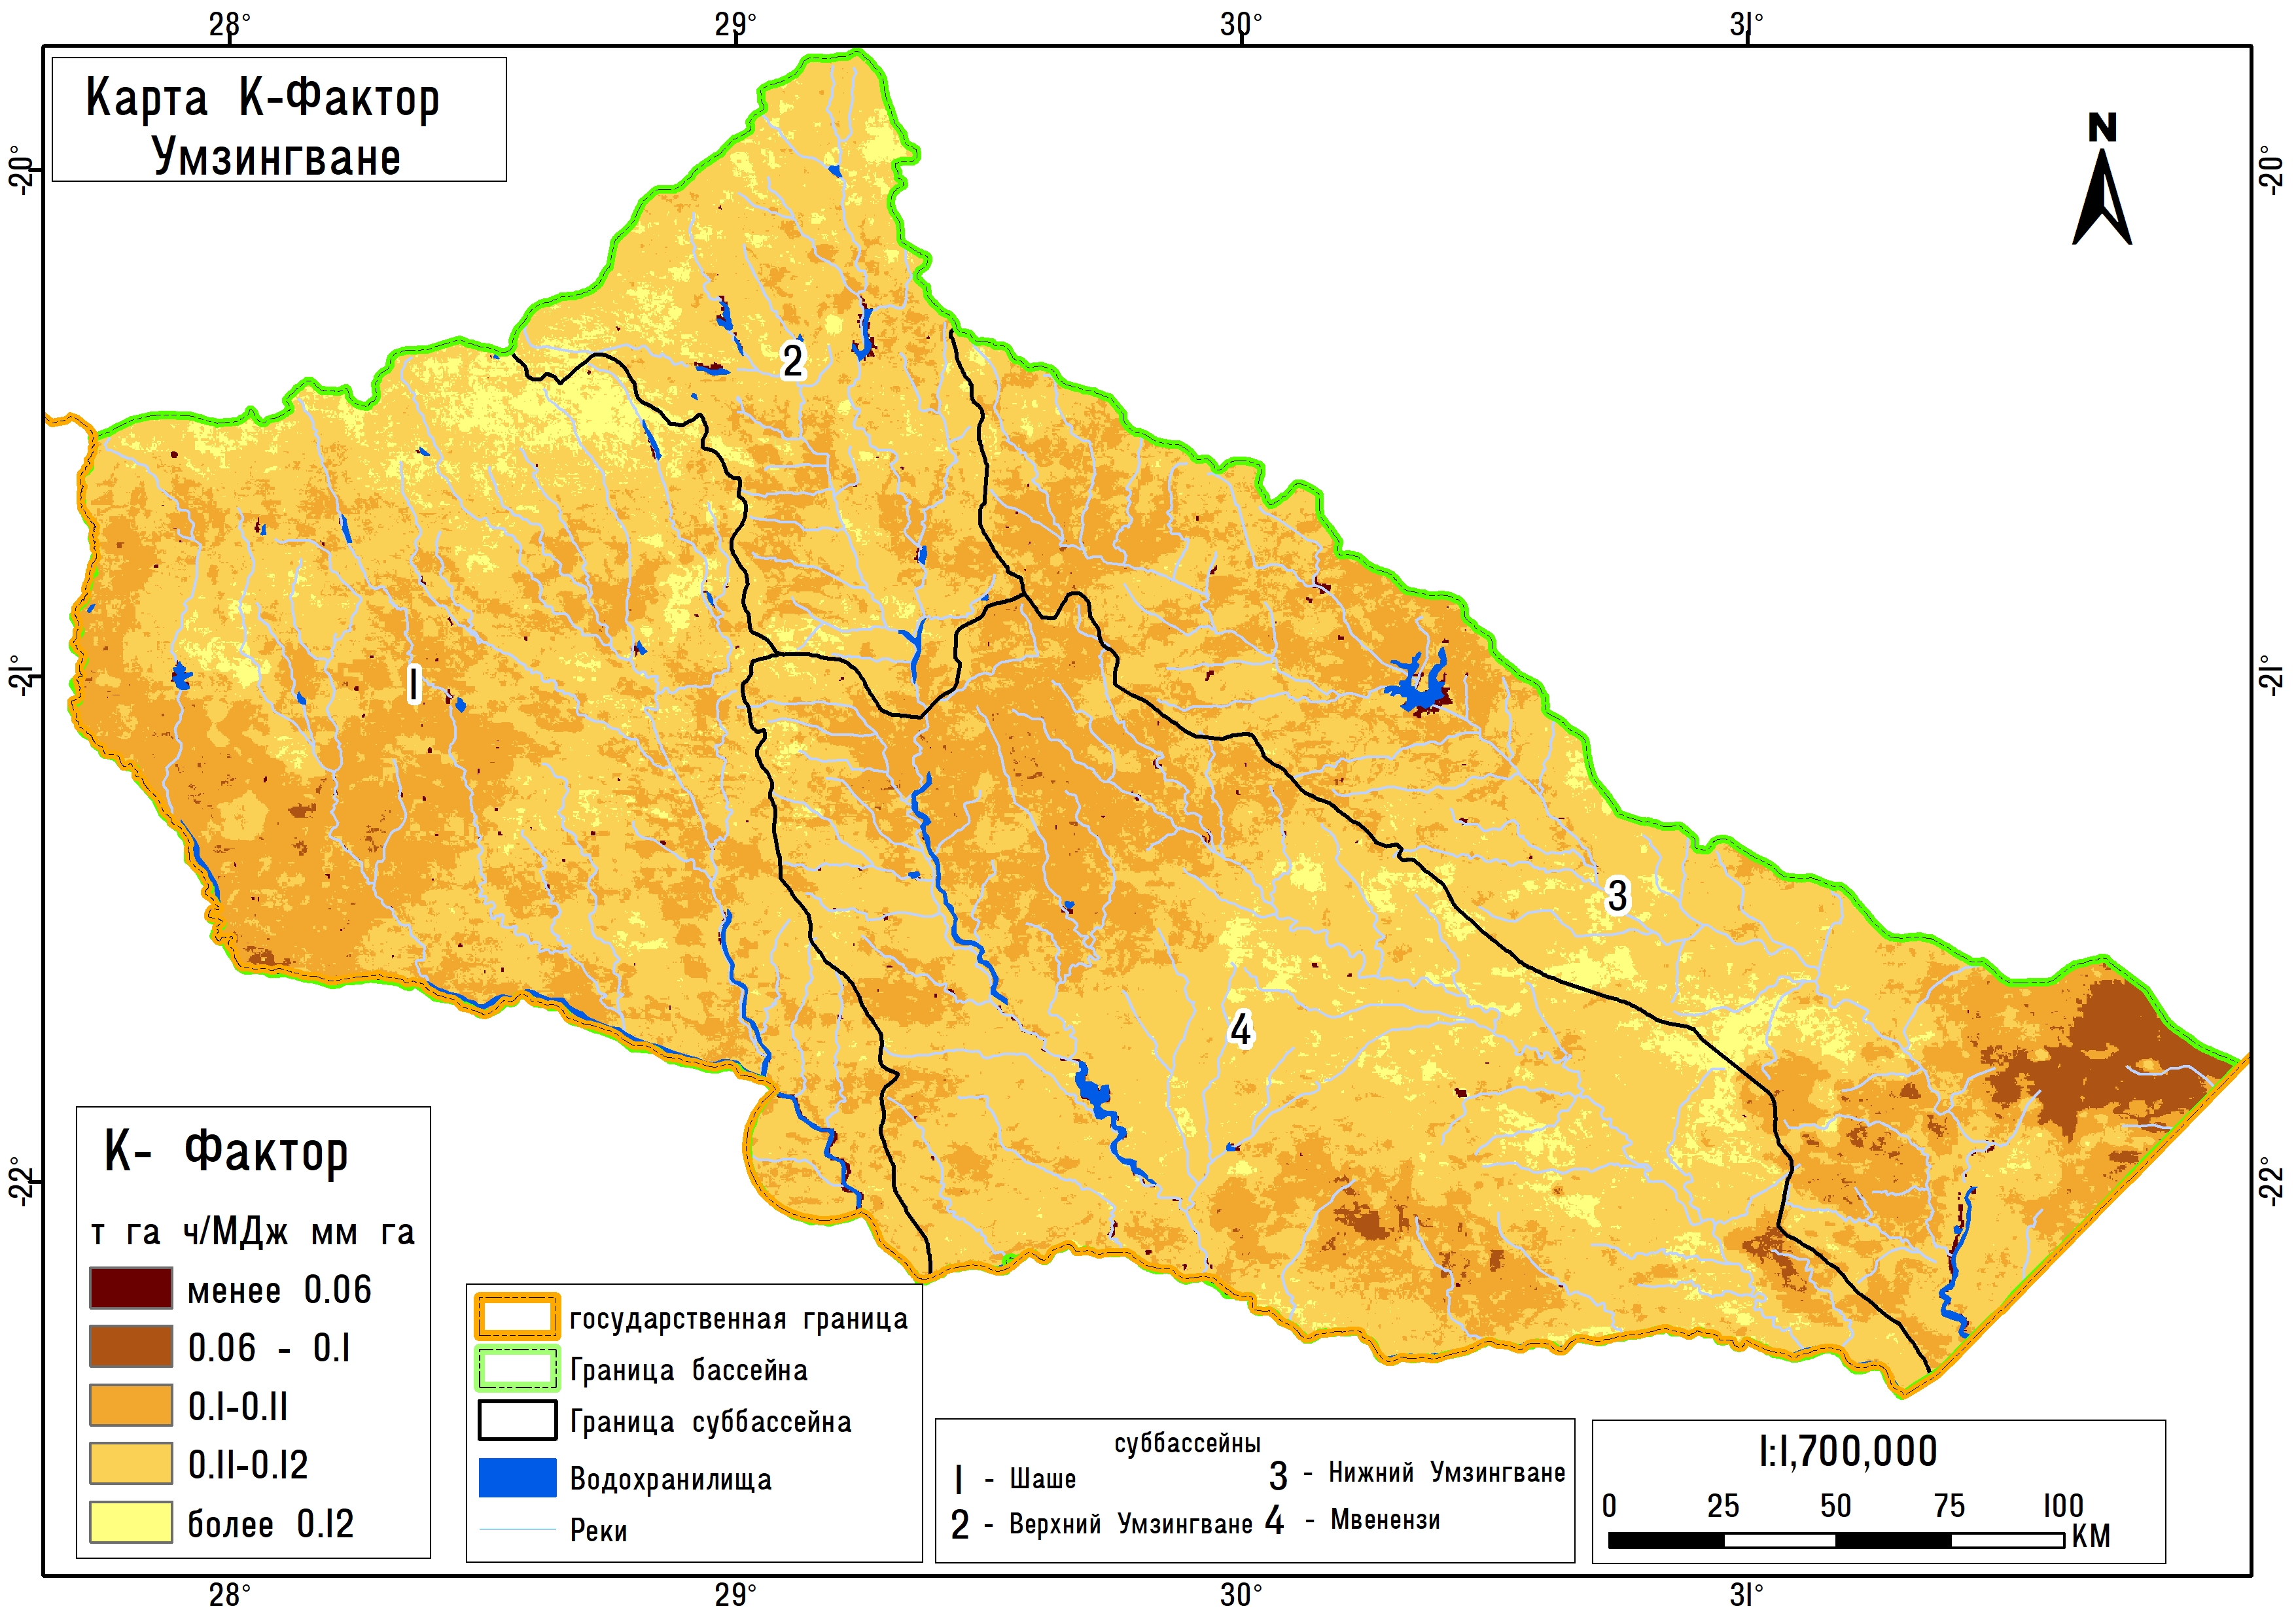 28° 29° 30° 31°
Карта К-Фактор
Умзингване
N
-20° -20°
2
1
-21° -21°
3
4
-22° -22°
К- Фактор
т га ч/МДж мм га
менее 0.06
0.06 - 0.1
0.1-0.11
0.11-0.12
более 0.12
государственная граница
Граница бассейна
Граница суббассейна
Водохранилища
Реки
суббассейны
1 - Шаше
2 - Верхний Умзингване
3 - Нижний Умзингване
4 - Мвенензи
1:1,700,000
0 25 50 75 100
КМ
28° 29° 30° 31°